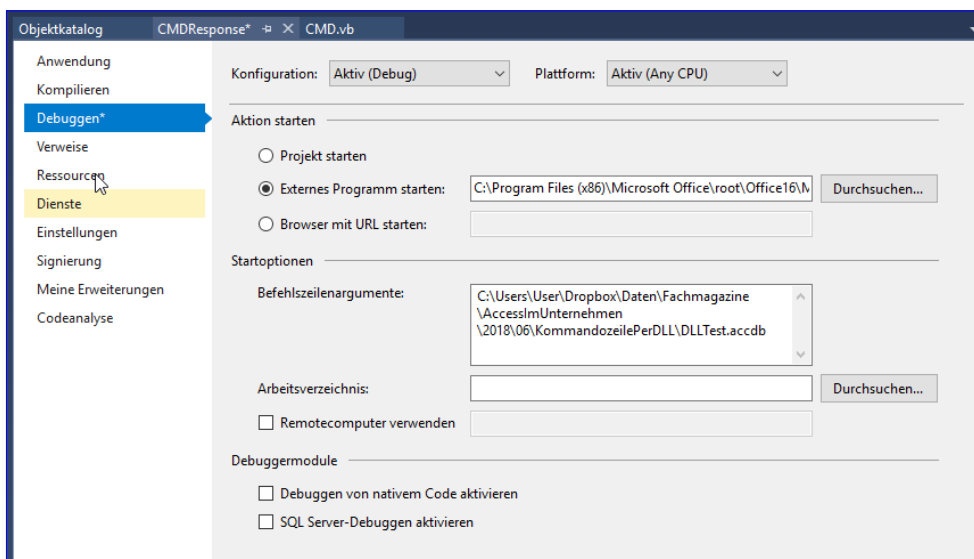 Objektkatalog CMDResponse* CMD.vb
Anwendung
Kompilieren
Debuggen*
Verweise
Ressourcen
Dienste
Einstellungen
Signierung
Meine Erweiterungen
Codeanalyse
Konfiguration: Aktiv (Debug) Plattform: Aktiv (Any CPU)
Aktion starten
Projekt starten
Externes Programm starten: C:\Program Files (x86)\Microsoft Office\root\Office16\M Durchsuchen...
Browser mit URL starten:
Startoptionen
Befehlszeilenargumente: C:\Users\User\Dropbox\Daten\Fachmagazine
\AccessImUnternehmen
\2018\06\KommandozeilePerDLL\DLLTest.accdb
Arbeitsverzeichnis: Durchsuchen...
Remotecomputer verwenden
Debuggermodule
Debuggen von nativem Code aktivieren
SQL Server-Debuggen aktivieren